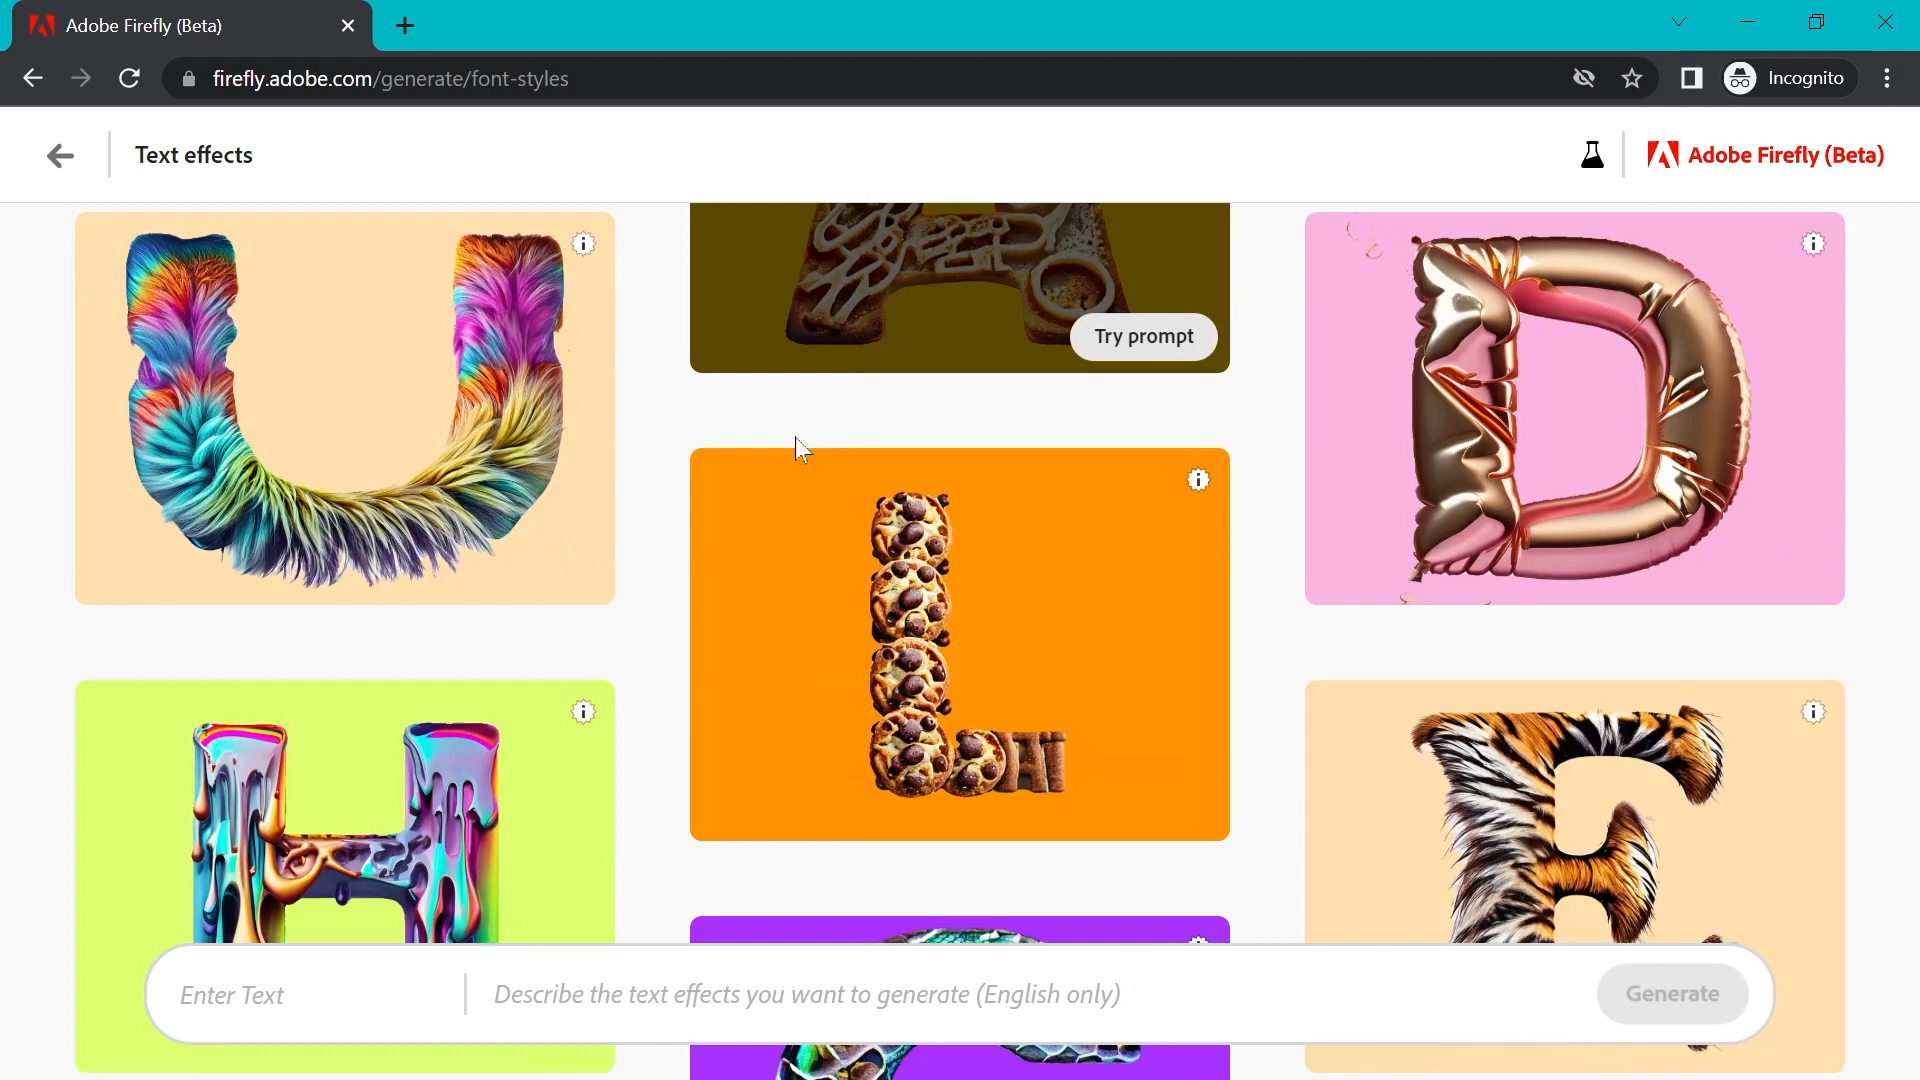 Adobe Firefly (Beta)
firefly.adobe.com/generate/font-styles
Incognito
Text effects
Adobe Firefly (Beta)
U
A
Try prompt
D
L
H
F
Enter Text
Describe the text effects you want to generate (English only)
Generate